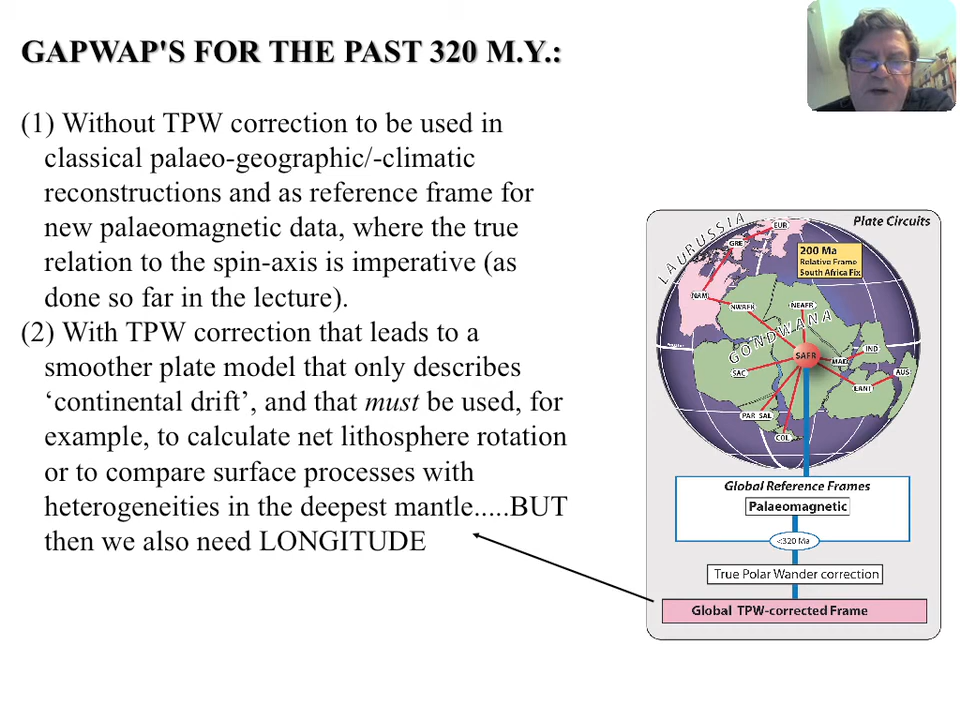 GAPWAP'S FOR THE PAST 320 M.Y.:
(1) Without TPW correction to be used in
classical palaeo-geographic/-climatic
reconstructions and as reference frame for
new palaeomagnetic data, where the true
relation to the spin-axis is imperative (as
done so far in the lecture).
(2) With TPW correction that leads to a
smoother plate model that only describes
‘continental drift’, and that must be used, for
example, to calculate net lithosphere rotation
or to compare surface processes with
heterogeneities in the deepest mantle.....BUT
then we also need LONGITUDE
Plate Circuits
LAURUSSIA
EUR
GRE
200 Ma
Relative Frame
South Africa Fix
NAM
NWAFR
NEAFR
GONDWANA
SAFR
MAD
IND
SAC
AUS
EANT
PAR SAL
COL
Global Reference Frames
Palaeomagnetic
<320 Ma
True Polar Wander correction
Global TPW-corrected Frame